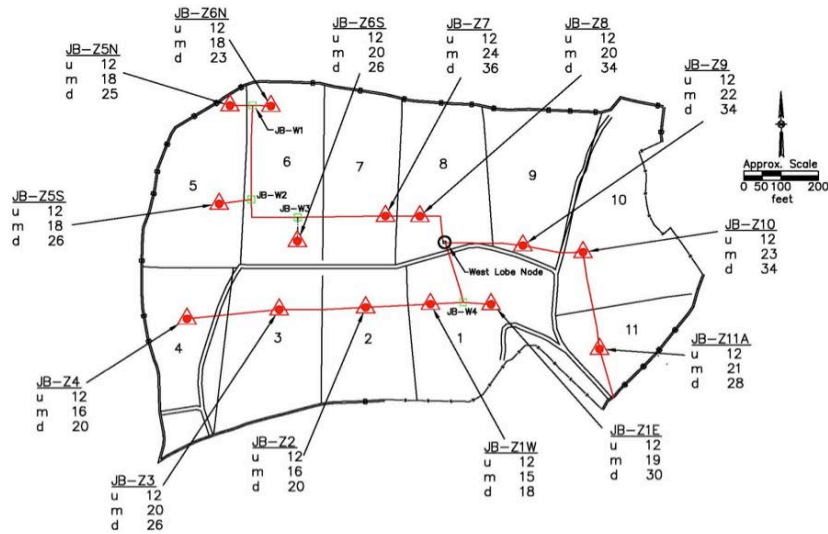 JB-Z6N
u 12
m 18
d 23
JB-Z6S
u 12
m 20
d 26
JB-Z7
u 12
m 24
d 36
JB-Z8
u 12
m 20
d 34
JB-Z5N
u 12
m 18
d 25
JB-Z9
u 12
m 22
d 34
JB-W1
Approx. Scale
0 50 100 200
feet
5
6
7
8
9
10
JB-Z5S
u 12
m 18
d 26
JB-W2
JB-W3
JB-Z10
u 12
m 23
d 34
West Lobe Node
JB-W4
4
3
2
1
11
JB-Z11A
u 12
m 21
d 28
JB-Z4
u 12
m 16
d 20
JB-Z3
u 12
m 20
d 26
JB-Z2
u 12
m 16
d 20
JB-Z1W
u 12
m 15
d 18
JB-Z1E
u 12
m 19
d 30